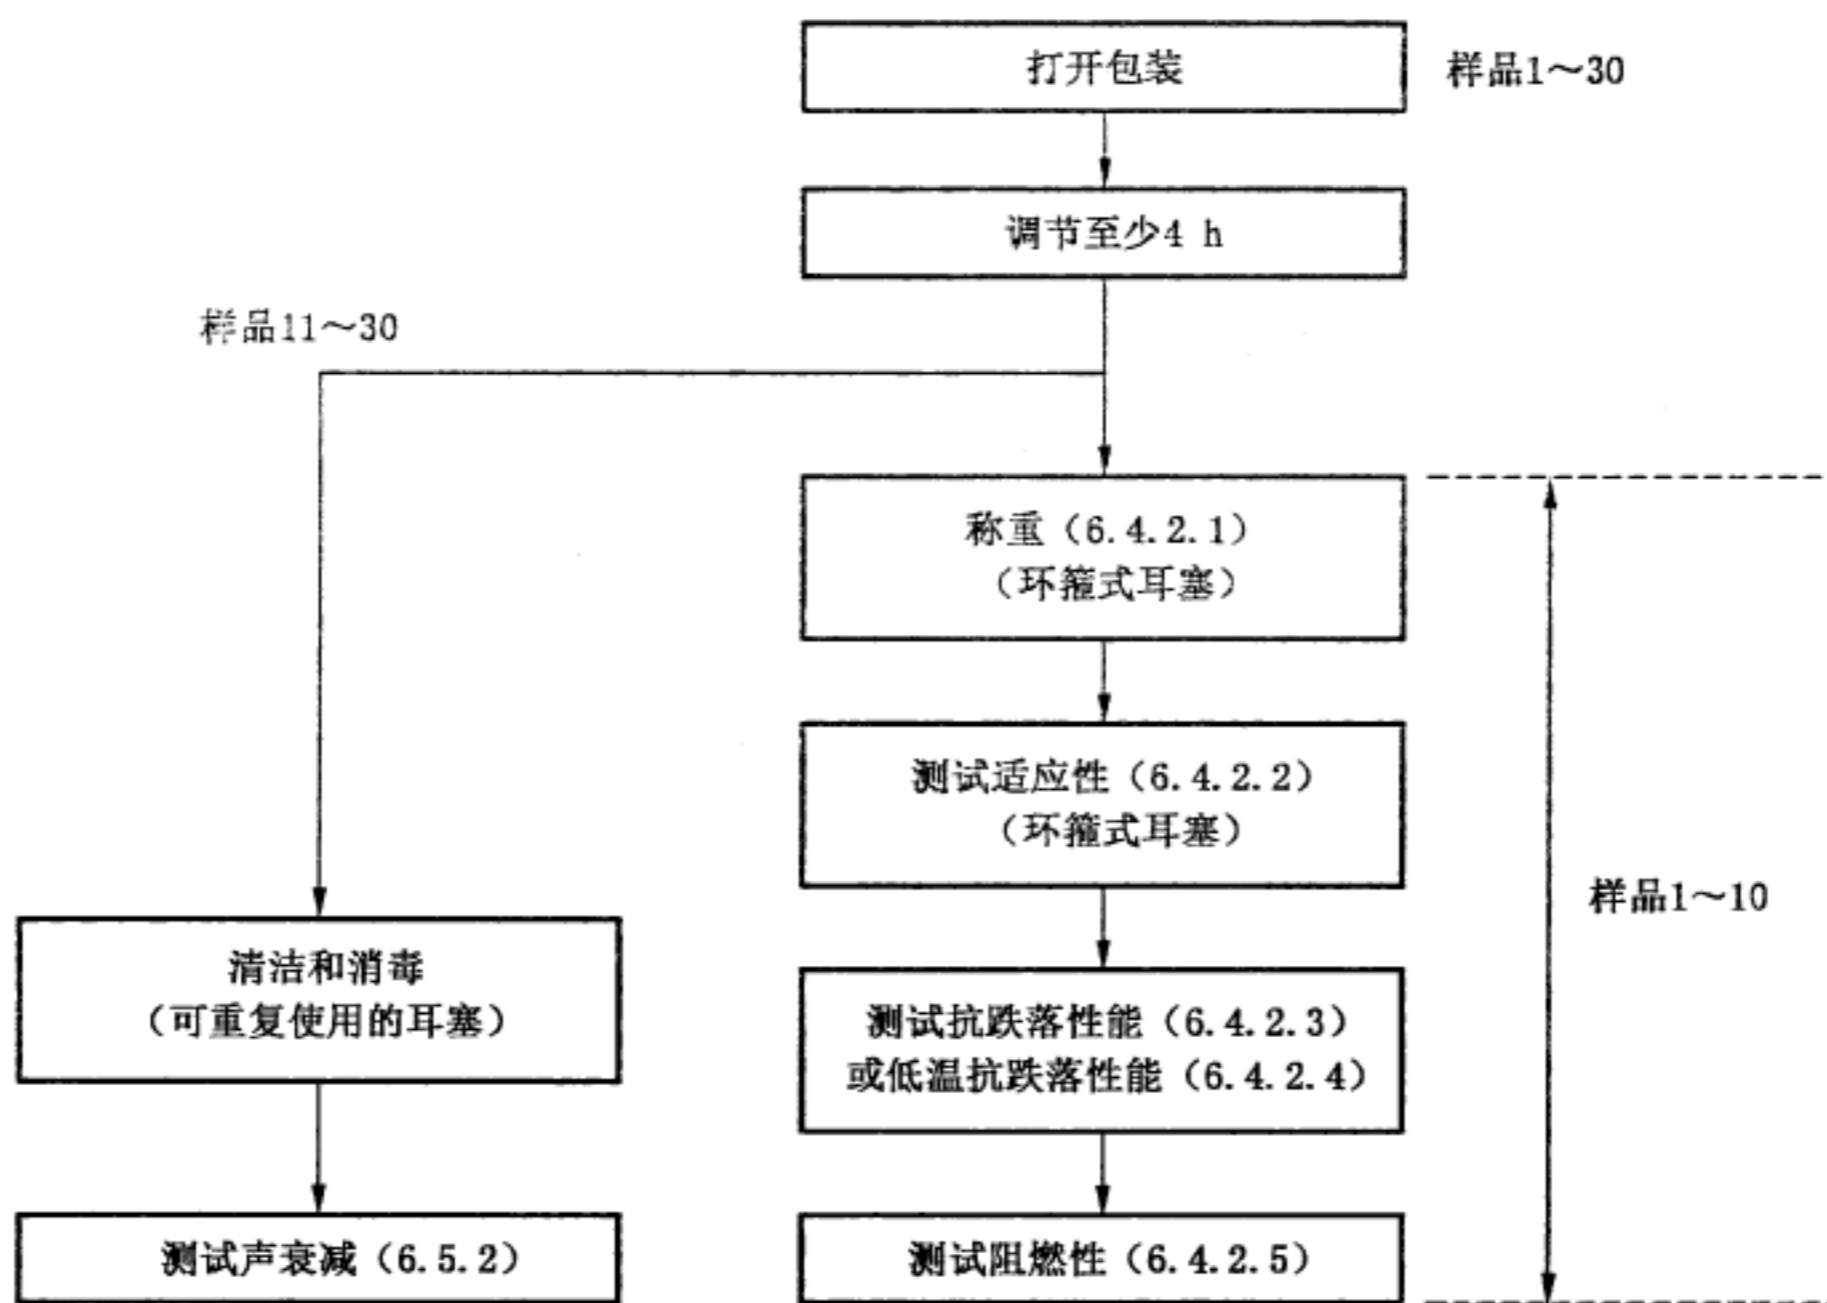 打开包装
样品1～30
调节至少4 h
样品11～30
称重（6.4.2.1）
（环箍式耳塞）
测试适应性（6.4.2.2）
（环箍式耳塞）
样品1～10
清洁和消毒
（可重复使用的耳塞）
测试抗跌落性能（6.4.2.3）
或低温抗跌落性能（6.4.2.4）
测试声衰减（6.5.2）
测试阻燃性（6.4.2.5）